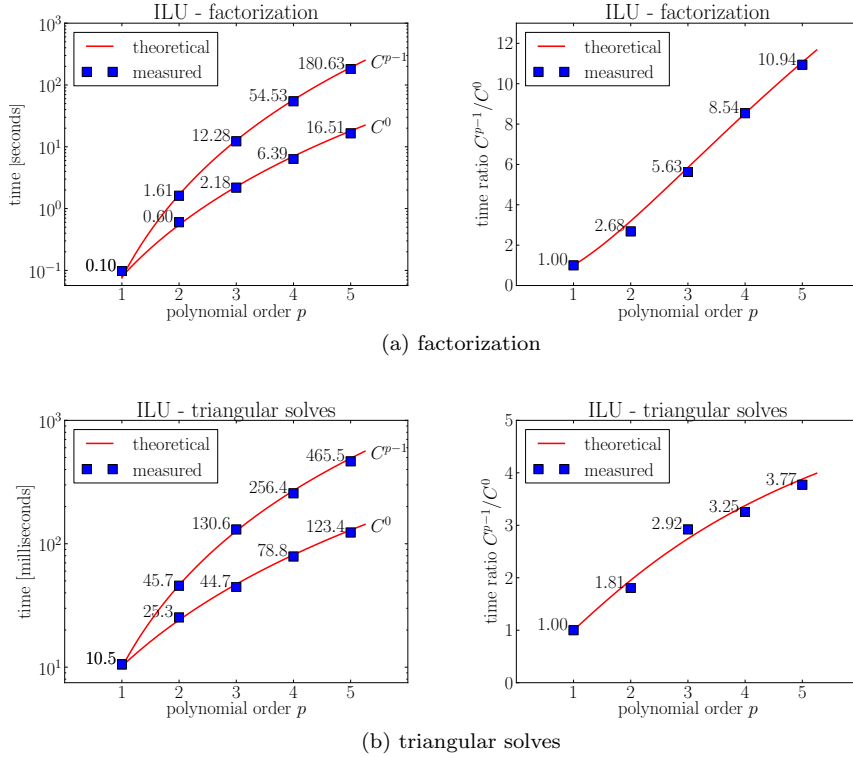 ILU - factorization
theoretical
measured
10^3
10^2
10^1
10^0
10^{-1}
time [seconds]
180.63
54.53
12.28
1.61
0.10
C^{p-1}
16.51
6.39
2.18
0.60
C^0
1 2 3 4 5
polynomial order p
ILU - factorization
theoretical
measured
12
10
8
6
4
2
0
time ratio C^{p-1}/C^0
10.94
8.54
5.63
2.68
1.00
1 2 3 4 5
polynomial order p
(a) factorization
ILU - triangular solves
theoretical
measured
10^3
10^2
10^1
time [milliseconds]
465.5
256.4
130.6
45.7
10.5
C^{p-1}
123.4
78.8
44.7
25.3
C^0
1 2 3 4 5
polynomial order p
ILU - triangular solves
theoretical
measured
5
4
3
2
1
0
time ratio C^{p-1}/C^0
3.77
3.25
2.92
1.81
1.00
1 2 3 4 5
polynomial order p
(b) triangular solves